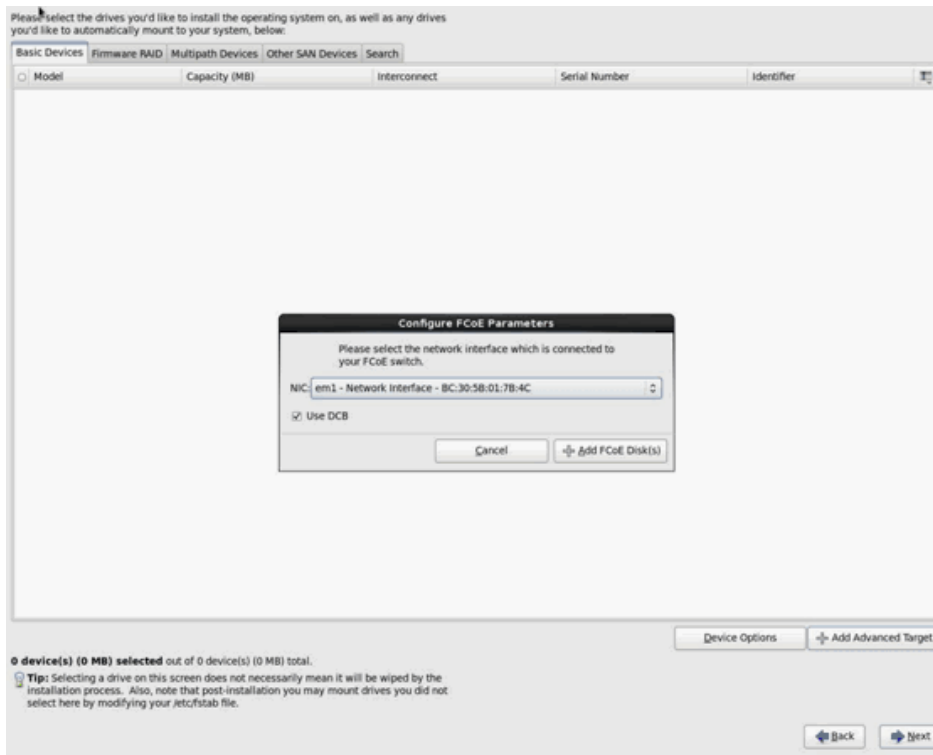 Please select the drives you'd like to install the operating system on, as well as any drives
you'd like to automatically mount to your system, below:
Basic Devices Firmware RAID Multipath Devices Other SAN Devices Search
Model Capacity (MB) Interconnect Serial Number Identifier
Configure FCoE Parameters
Please select the network interface which is connected to
your FCoE switch.
NIC: em1 - Network Interface - BC:30:5B:01:7B:4C
Use DCB
Cancel Add FCoE Disk(s)
Device Options Add Advanced Target
0 device(s) (0 MB) selected out of 0 device(s) (0 MB) total.
Tip: Selecting a drive on this screen does not necessarily mean it will be wiped by the
installation process. Also, note that post-installation you may mount drives you did not
select here by modifying your /etc/fstab file.
Back Next